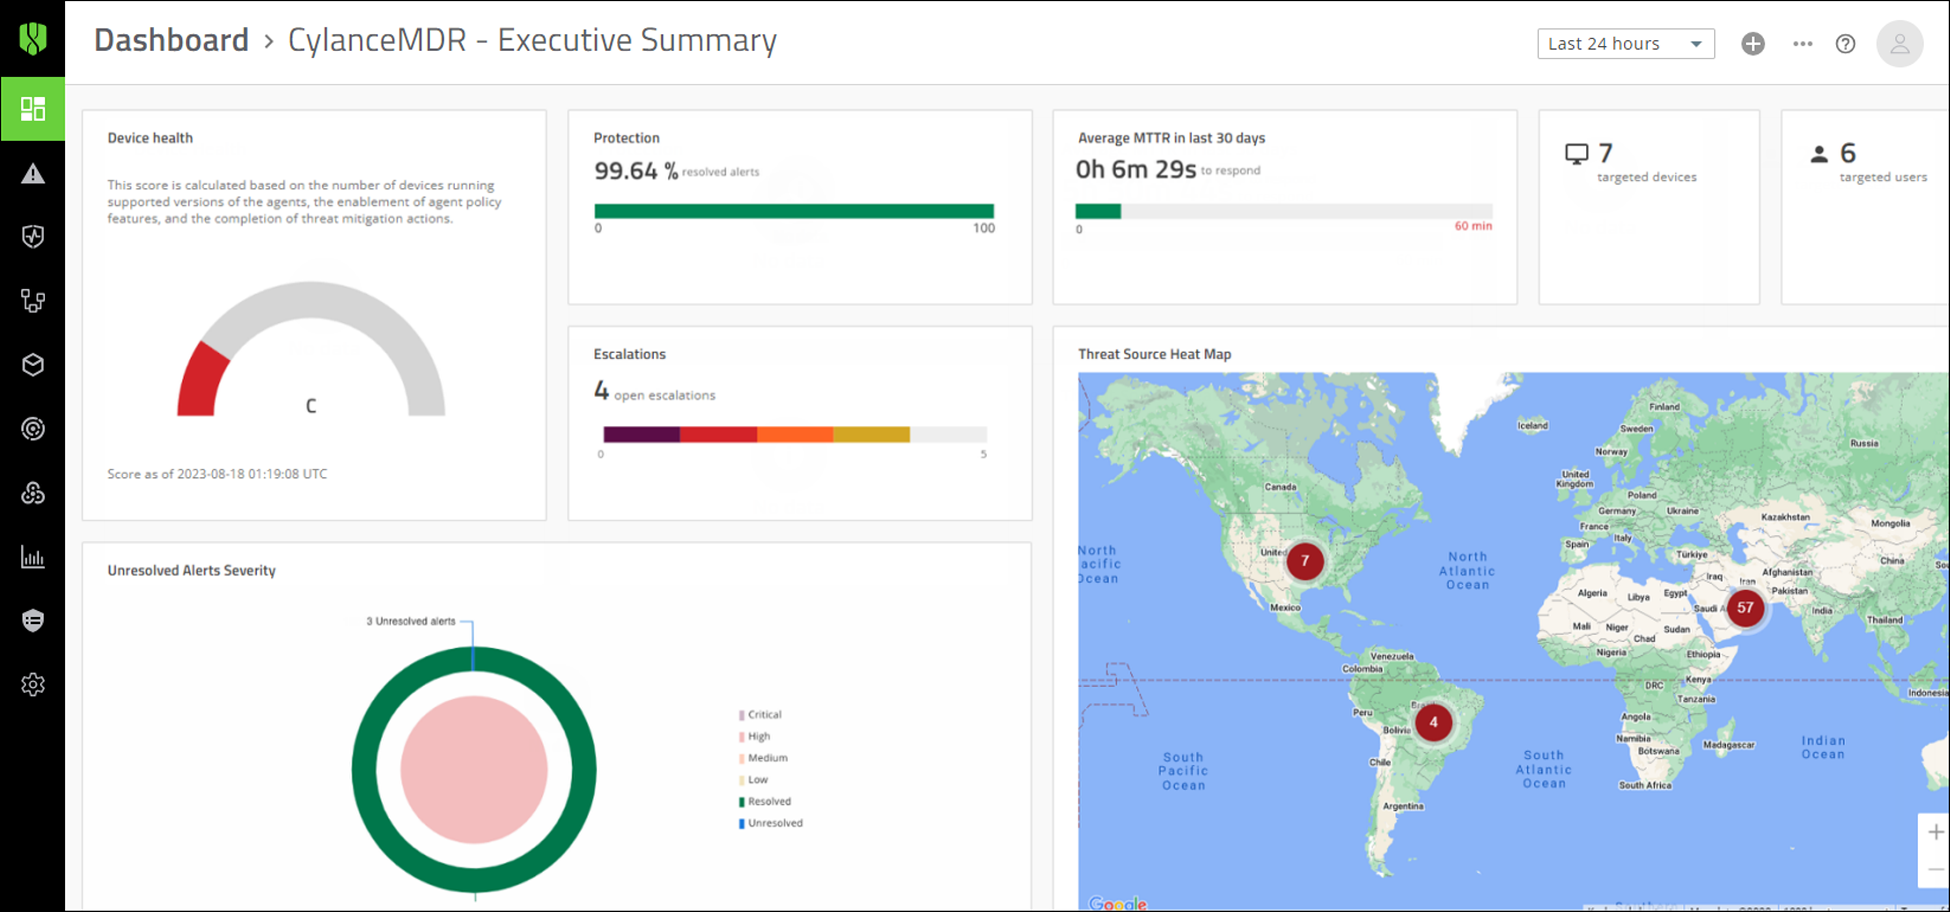 Dashboard › CylanceMDR - Executive Summary
Last 24 hours
Device health
This score is calculated based on the number of devices running
supported versions of the agents, the enablement of agent policy
features, and the completion of threat mitigation actions.
C
Score as of 2023-08-18 01:19:08 UTC
Protection
99.64 % resolved alerts
0 100
Average MTTR in last 30 days
0h 6m 29s to respond
0 60 min
7
targeted devices
6
targeted users
Escalations
4 open escalations
0 5
Unresolved Alerts Severity
3 Unresolved alerts
Critical
High
Medium
Low
Resolved
Unresolved
Threat Source Heat Map
Iceland
Finland
Sweden
Norway
Russia
Canada
United
Kingdom
Poland
Germany
Ukraine
France
Kazakhstan
Mongolia
Italy
Spain
Türkiye
China
North
Ocean
United
7
North
Atlantic
Ocean
Iraq
Iran
Afghanistan
Pakistan
Algeria
Libya
Egypt
Saudi
57
India
Mexico
Mali
Niger
Chad
Sudan
Thailand
Nigeria
Ethiopia
Venezuela
Colombia
DRC
Kenya
Tanzania
Indonesia
Peru
4
Bolivia
Angola
Namibia
Botswana
Madagascar
Indian
Ocean
South
Pacific
Ocean
Chile
South
Atlantic
Ocean
South Africa
Argentina
Google